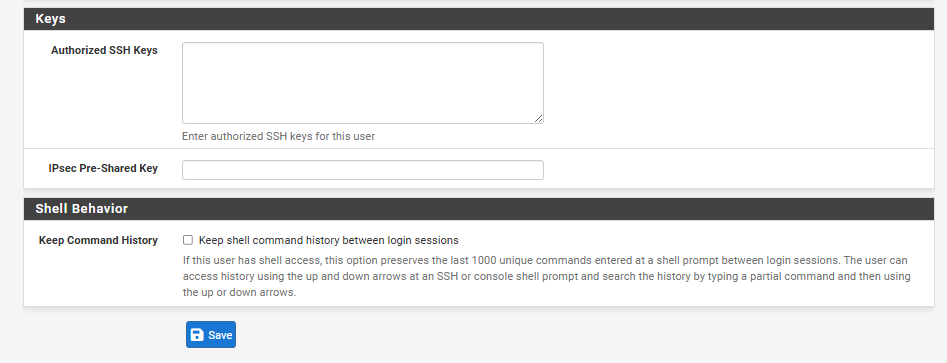 Keys
Authorized SSH Keys
Enter authorized SSH keys for this user
IPsec Pre-Shared Key
Shell Behavior
Keep Command History
Keep shell command history between login sessions
If this user has shell access, this option preserves the last 1000 unique commands entered at a shell prompt between login sessions. The user can
access history using the up and down arrows at an SSH or console shell prompt and search the history by typing a partial command and then using
the up or down arrows.
Save